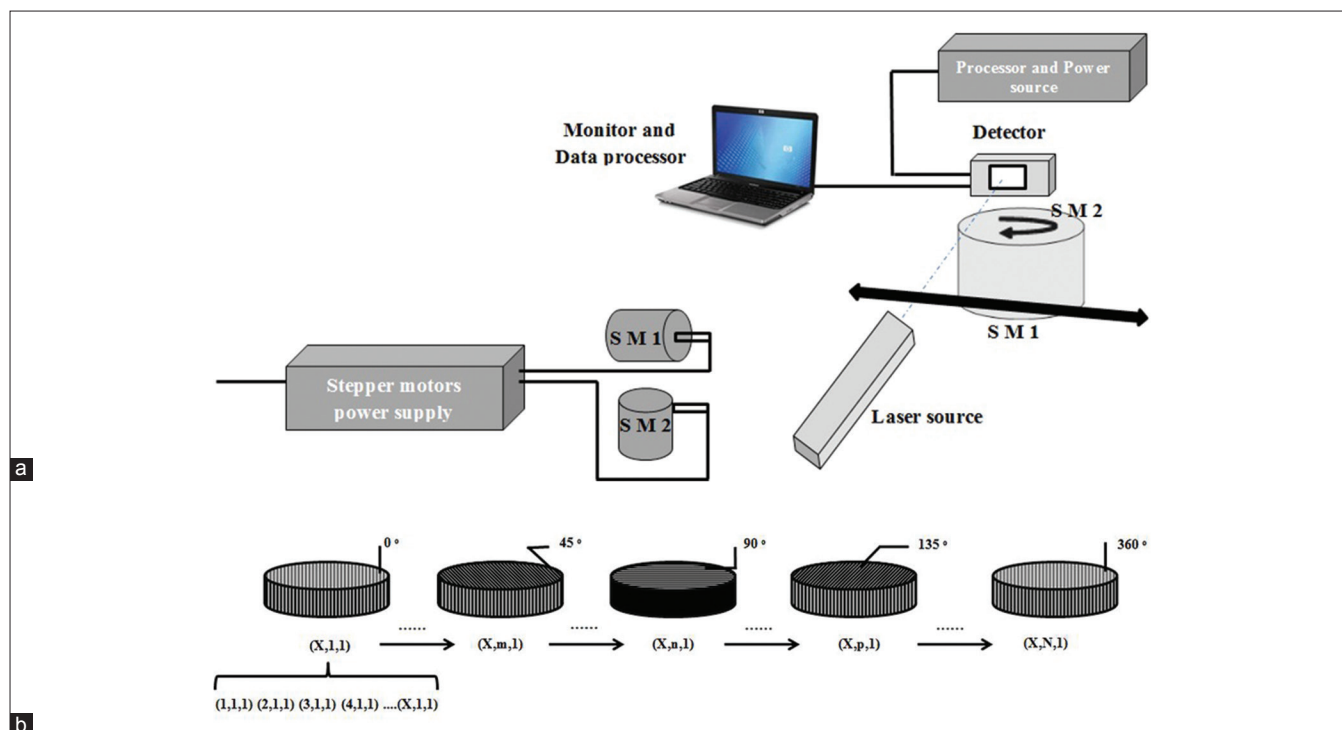 Processor and Power
source
Monitor and
Data processor
Detector
S M 2
S M 1
S M 1
Stepper motors
power supply
S M 2
Laser source
a
0 °
45 °
90 °
135 °
360 °
......
......
......
......
(X,1,1)
(X,m,1)
(X,n,1)
(X,p,1)
(X,N,1)
(1,1,1) (2,1,1) (3,1,1) (4,1,1) ....(X,1,1)
b